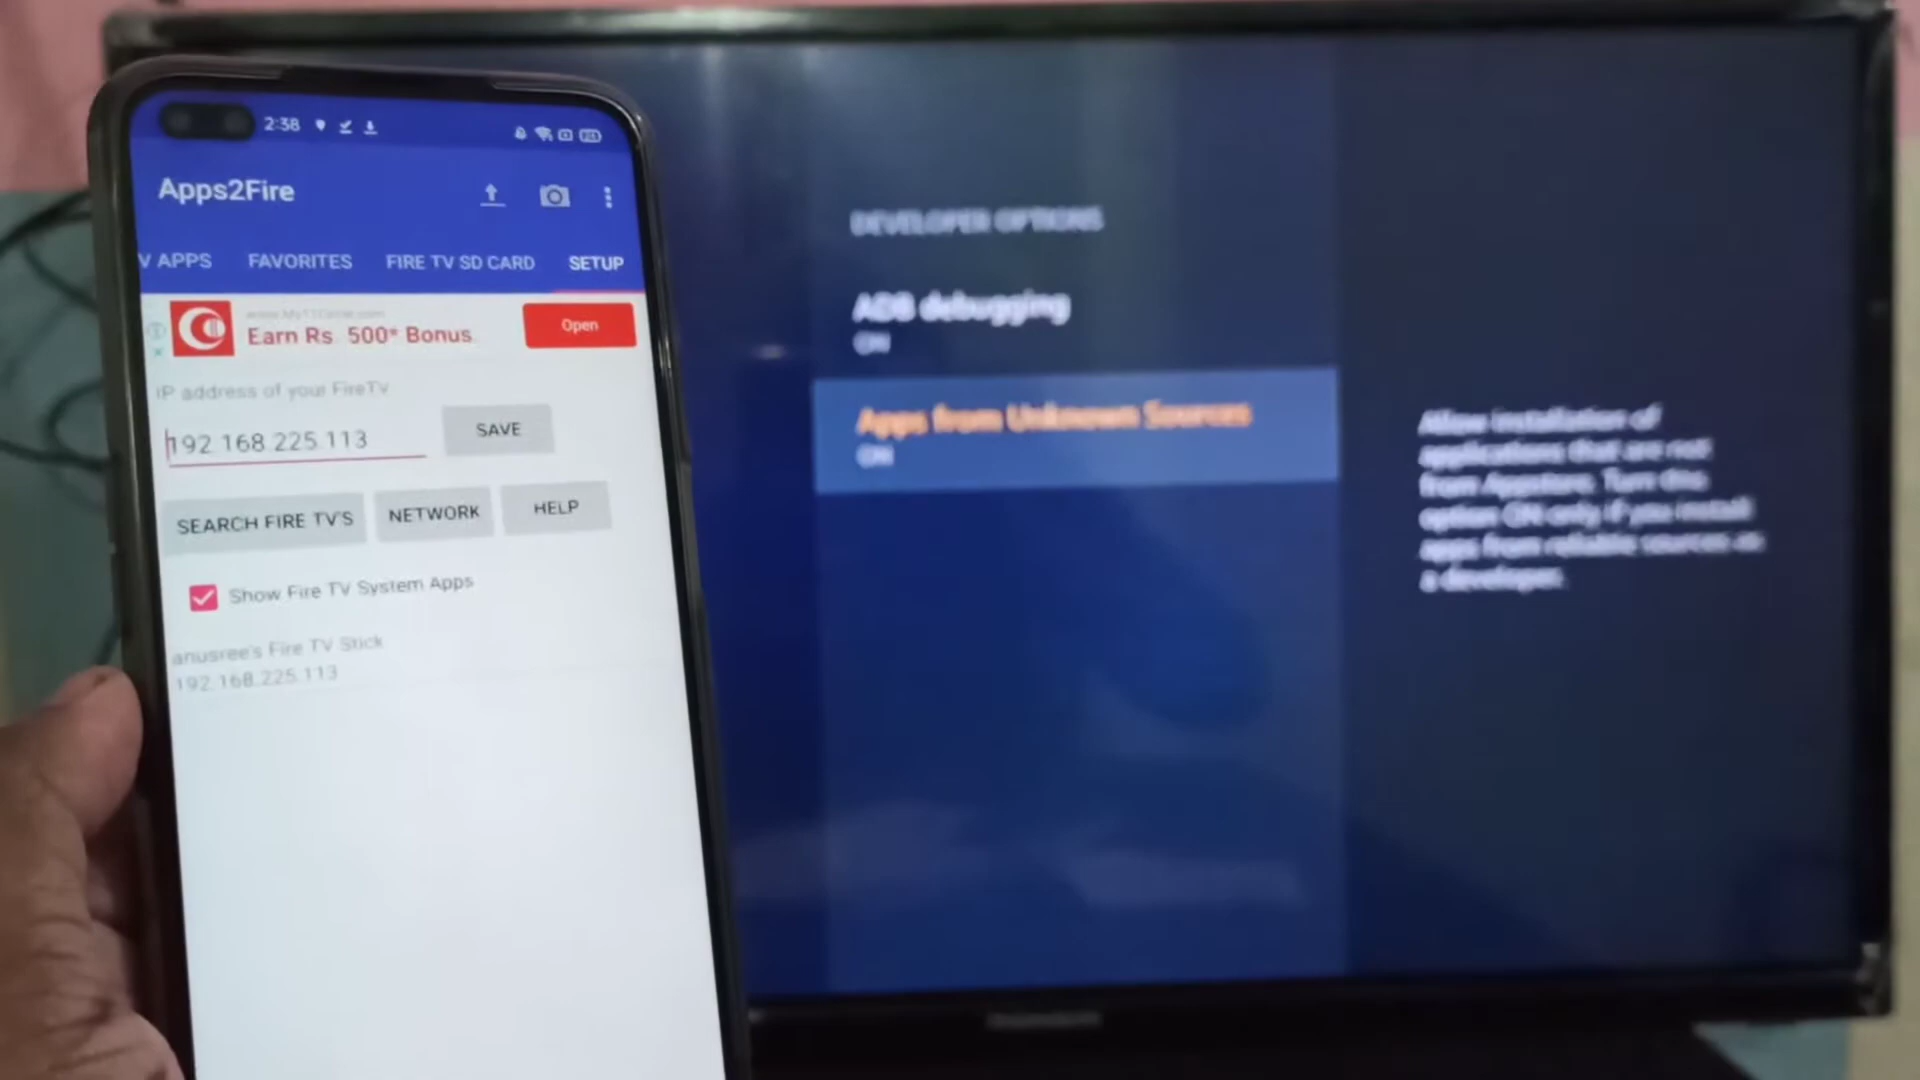 2:38
Apps2Fire
V APPS FAVORITES FIRE TV SD CARD SETUP
www.My11Circle.com
Earn Rs. 500* Bonus
Open
IP address of your FireTv
192.168.225.113
SAVE
SEARCH FIRE TV'S NETWORK HELP
Show Fire TV System Apps
anusree's Fire TV Stick
192.168.225.113
DEVELOPER OPTIONS
ADB debugging
ON
Apps from Unknown Sources
ON
Allow installation of
applications that are not
from Appstore. Turn this
option ON only if you install
apps from reliable sources as
a developer.